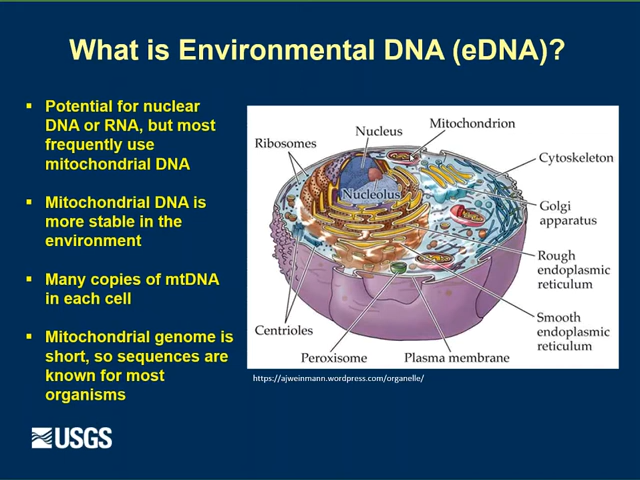 What is Environmental DNA (eDNA)?
▪ Potential for nuclear
DNA or RNA, but most
frequently use
mitochondrial DNA
▪ Mitochondrial DNA is
more stable in the
environment
▪ Many copies of mtDNA
in each cell
▪ Mitochondrial genome is
short, so sequences are
known for most
organisms
Ribosomes
Nucleus
Mitochondrion
Cytoskeleton
Nucleolus
Golgi
apparatus
Rough
endoplasmic
reticulum
Smooth
endoplasmic
reticulum
Centrioles
Peroxisome
Plasma membrane
https://ajweinmann.wordpress.com/organelle/
USGS